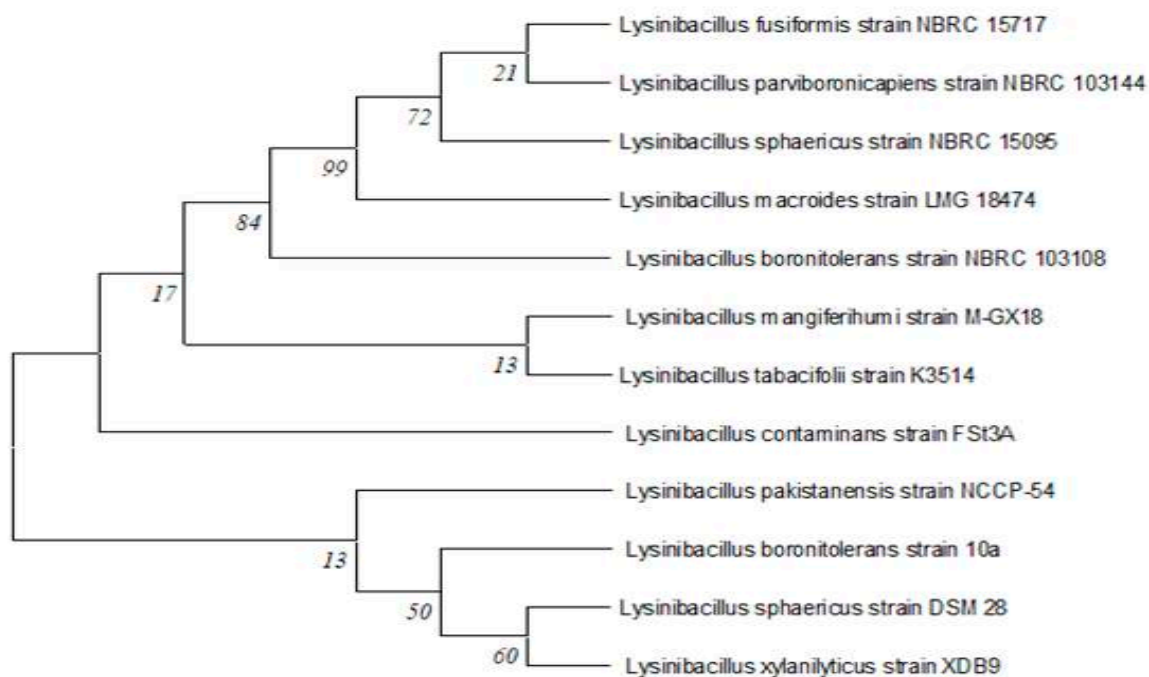 Lysinibacillus fusiformis strain NBRC 15717
21
Lysinibacillus parviboronicapiens strain NBRC 103144
72
Lysinibacillus sphaericus strain NBRC 15095
99
Lysinibacillus macroides strain LMG 18474
84
Lysinibacillus boronitolerans strain NBRC 103108
17
Lysinibacillus mangiferihumi strain M-GX18
13
Lysinibacillus tabacifolii strain K3514
Lysinibacillus contaminans strain FSt3A
Lysinibacillus pakistanensis strain NCCP-54
13
Lysinibacillus boronitolerans strain 10a
50
Lysinibacillus sphaericus strain DSM 28
60
Lysinibacillus xylanilyticus strain XDB9